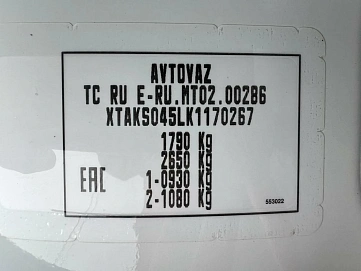 AVTOVAZ
TC RU E-RU.MT02.00286
XTAKS045LK1170267
1790 Kg
2650 Kg
EAC 1-0930 Kg
2-1080 Kg
553022